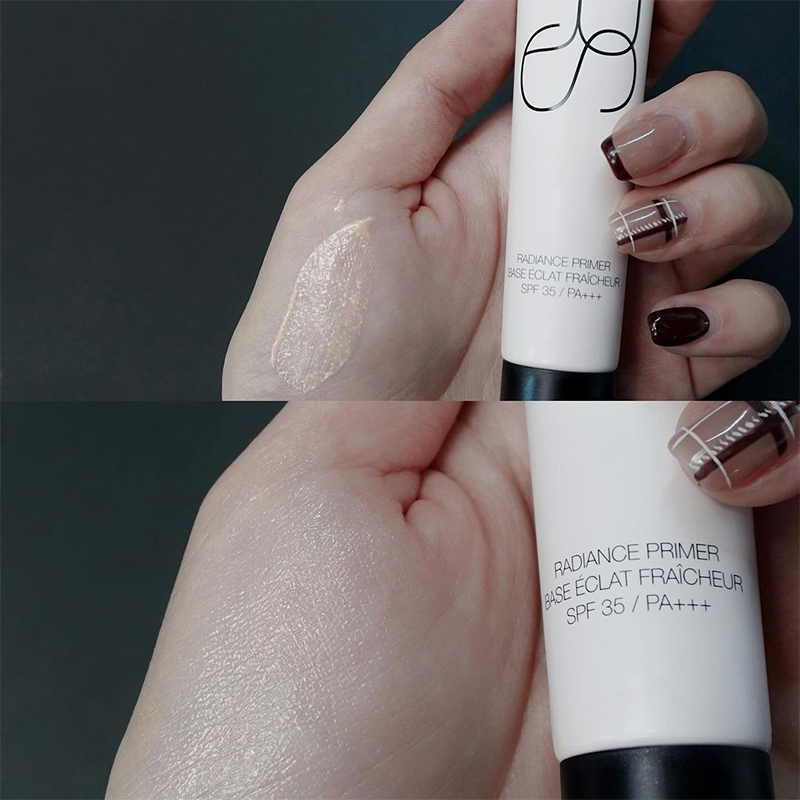 RADIANCE PRIMER
BASE ÉCLAT FRAÎCHEUR
SPF 35 / PA+++
RADIANCE PRIMER
BASE ÉCLAT FRAÎCHEUR
SPF 35 / PA+++